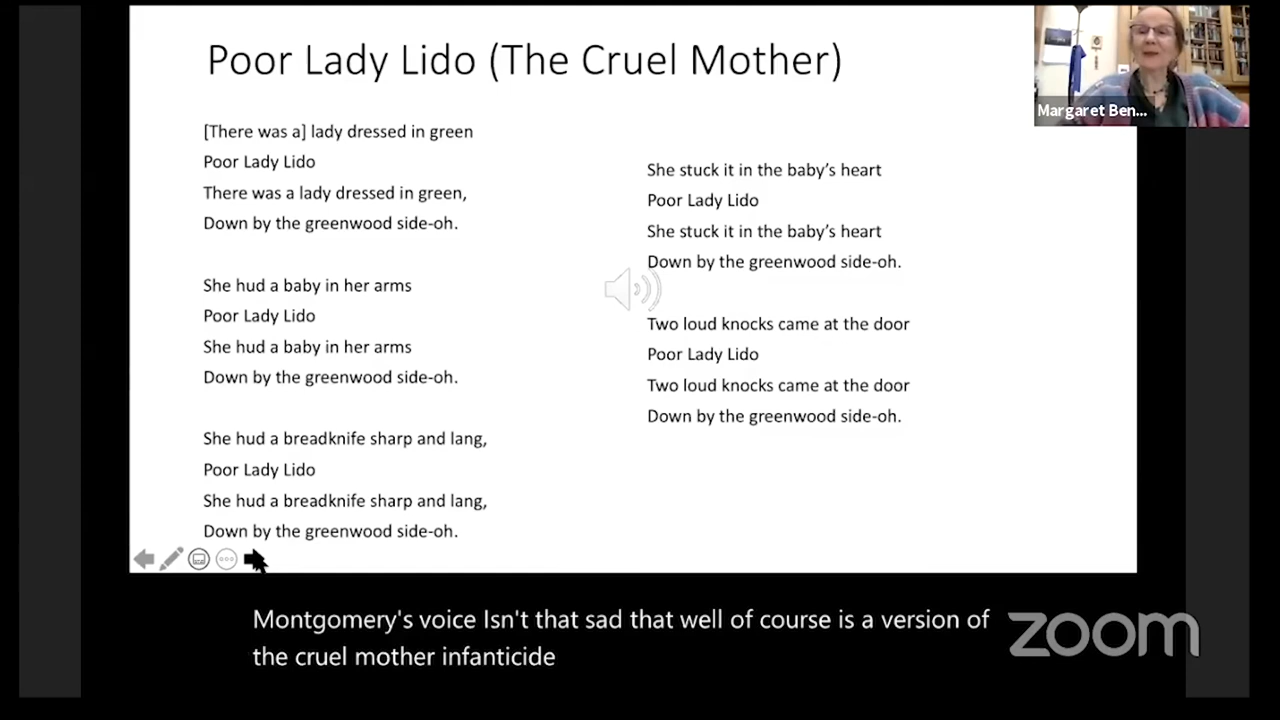 Poor Lady Lido (The Cruel Mother)
Margaret Ben...
[There was a] lady dressed in green
Poor Lady Lido
There was a lady dressed in green,
Down by the greenwood side-oh.
She hud a baby in her arms
Poor Lady Lido
She hud a baby in her arms
Down by the greenwood side-oh.
She hud a breadknife sharp and lang,
Poor Lady Lido
She hud a breadknife sharp and lang,
Down by the greenwood side-oh.
She stuck it in the baby’s heart
Poor Lady Lido
She stuck it in the baby’s heart
Down by the greenwood side-oh.
Two loud knocks came at the door
Poor Lady Lido
Two loud knocks came at the door
Down by the greenwood side-oh.
Montgomery's voice Isn't that sad that well of course is a version of
the cruel mother infanticide
zoom